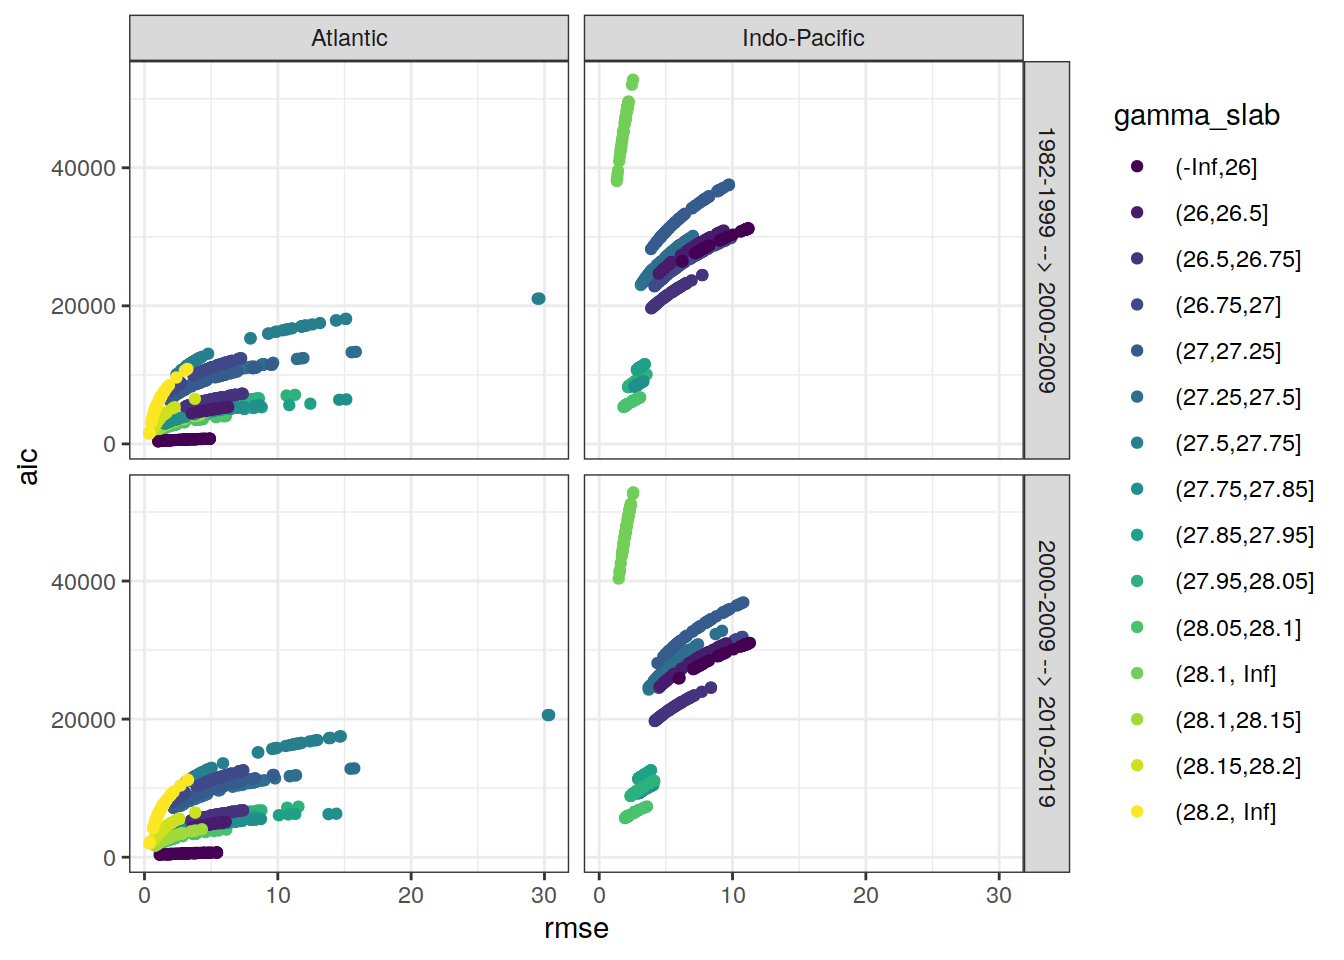 Atlantic
Indo-Pacific
40000
20000
0
1982-1999 --> 2000-2009
40000
20000
0
2000-2009 --> 2010-2019
0
10
20
30
0
10
20
30
rmse
aic
gamma_slab
(-Inf,26]
(26,26.5]
(26.5,26.75]
(26.75,27]
(27,27.25]
(27.25,27.5]
(27.5,27.75]
(27.75,27.85]
(27.85,27.95]
(27.95,28.05]
(28.05,28.1]
(28.1, Inf]
(28.1,28.15]
(28.15,28.2]
(28.2, Inf]